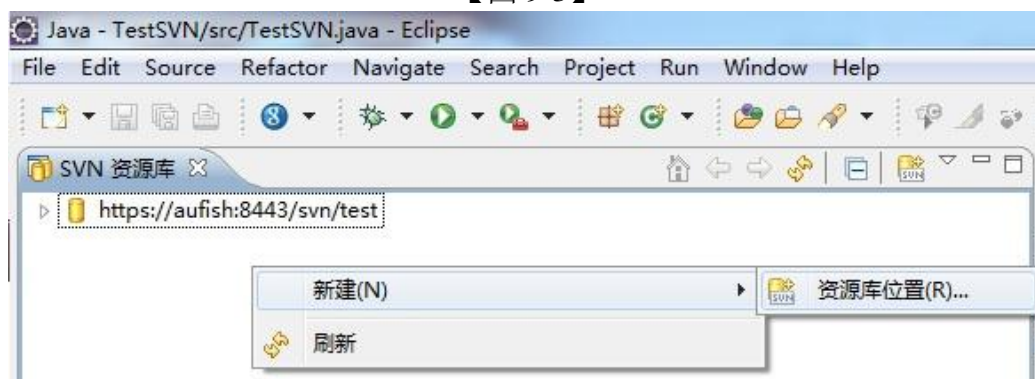 Java - TestSVN/src/TestSVN.java - Eclipse
File Edit Source Refactor Navigate Search Project Run Window Help
SVN 资源库
https://aufish:8443/svn/test
新建(N)
资源库位置(R)...
刷新